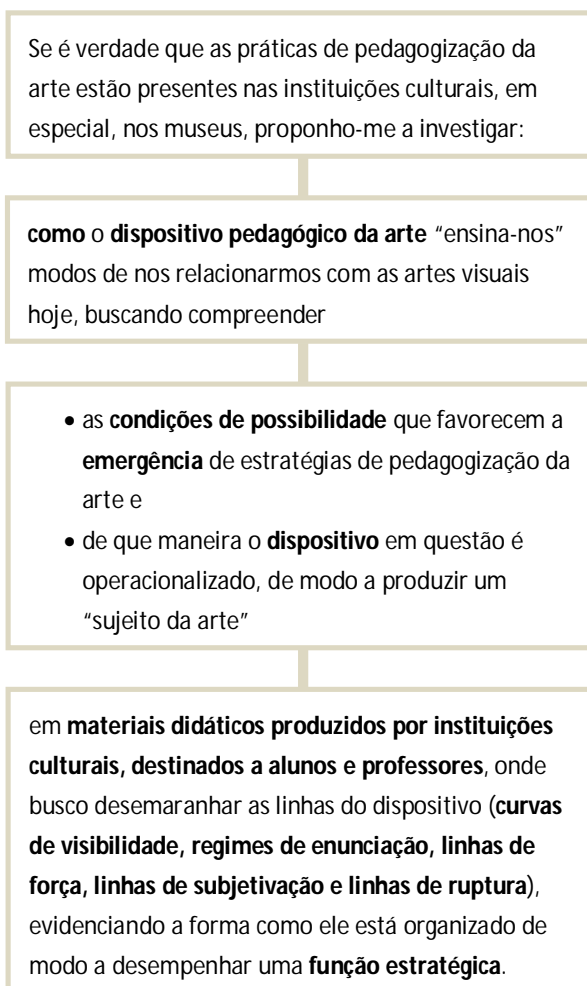 Se é verdade que as práticas de pedagogização da
arte estão presentes nas instituições culturais, em
especial, nos museus, proponho-me a investigar:
como o dispositivo pedagógico da arte “ensina-nos”
modos de nos relacionarmos com as artes visuais
hoje, buscando compreender
• as condições de possibilidade que favorecem a
emergência de estratégias de pedagogização da
arte e
• de que maneira o dispositivo em questão é
operacionalizado, de modo a produzir um
“sujeito da arte”
em materiais didáticos produzidos por instituições
culturais, destinados a alunos e professores, onde
busco desemaranhar as linhas do dispositivo (curvas
de visibilidade, regimes de enunciação, linhas de
força, linhas de subjetivação e linhas de ruptura),
evidenciando a forma como ele está organizado de
modo a desempenhar uma função estratégica.